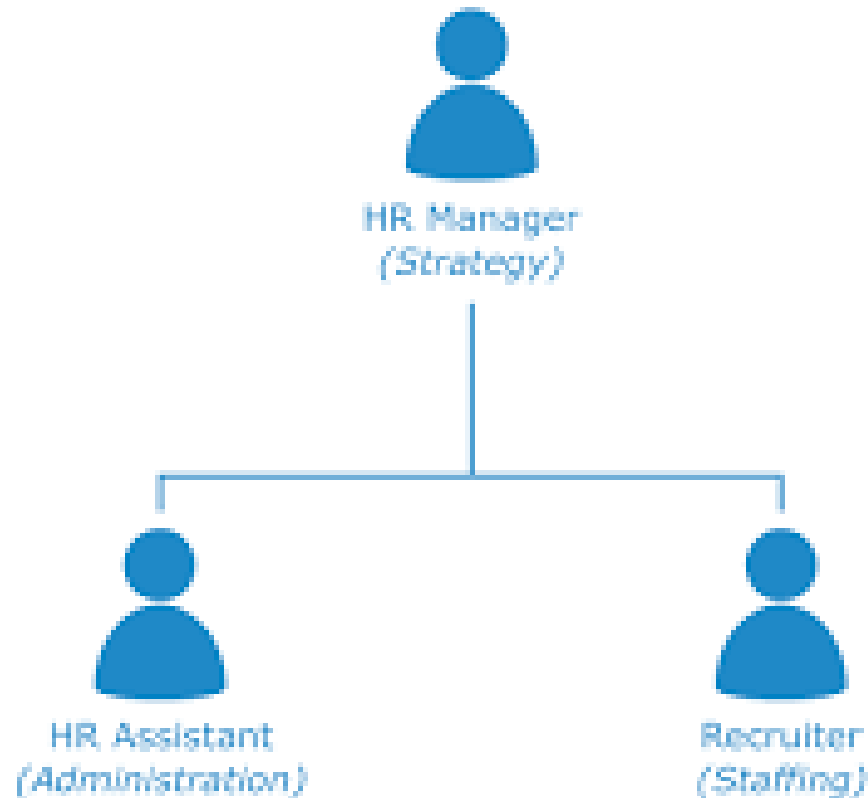 HR Manager
(Strategy)
HR Assistant
(Administration)
Recruiter
(Staffing)